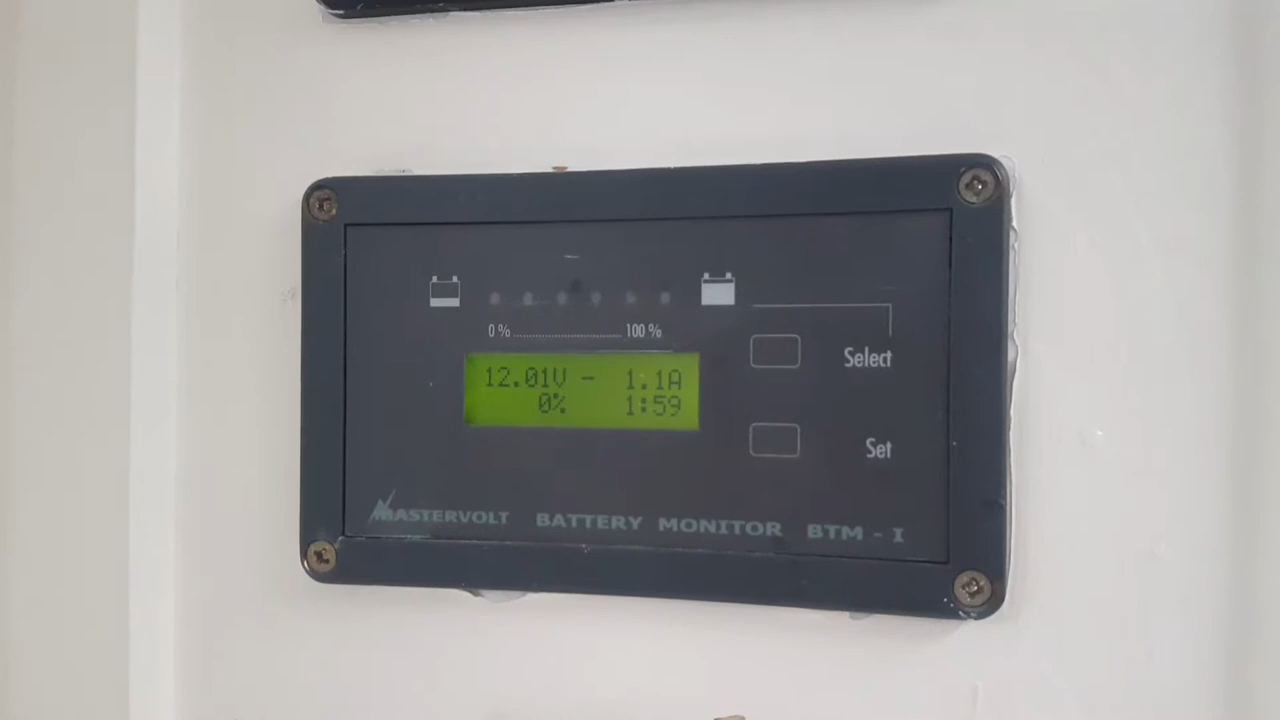 0 % ........................ 100 %
Select
12.01V - 1.1A
0% 1:59
Set
MASTERVOLT BATTERY MONITOR BTM - I